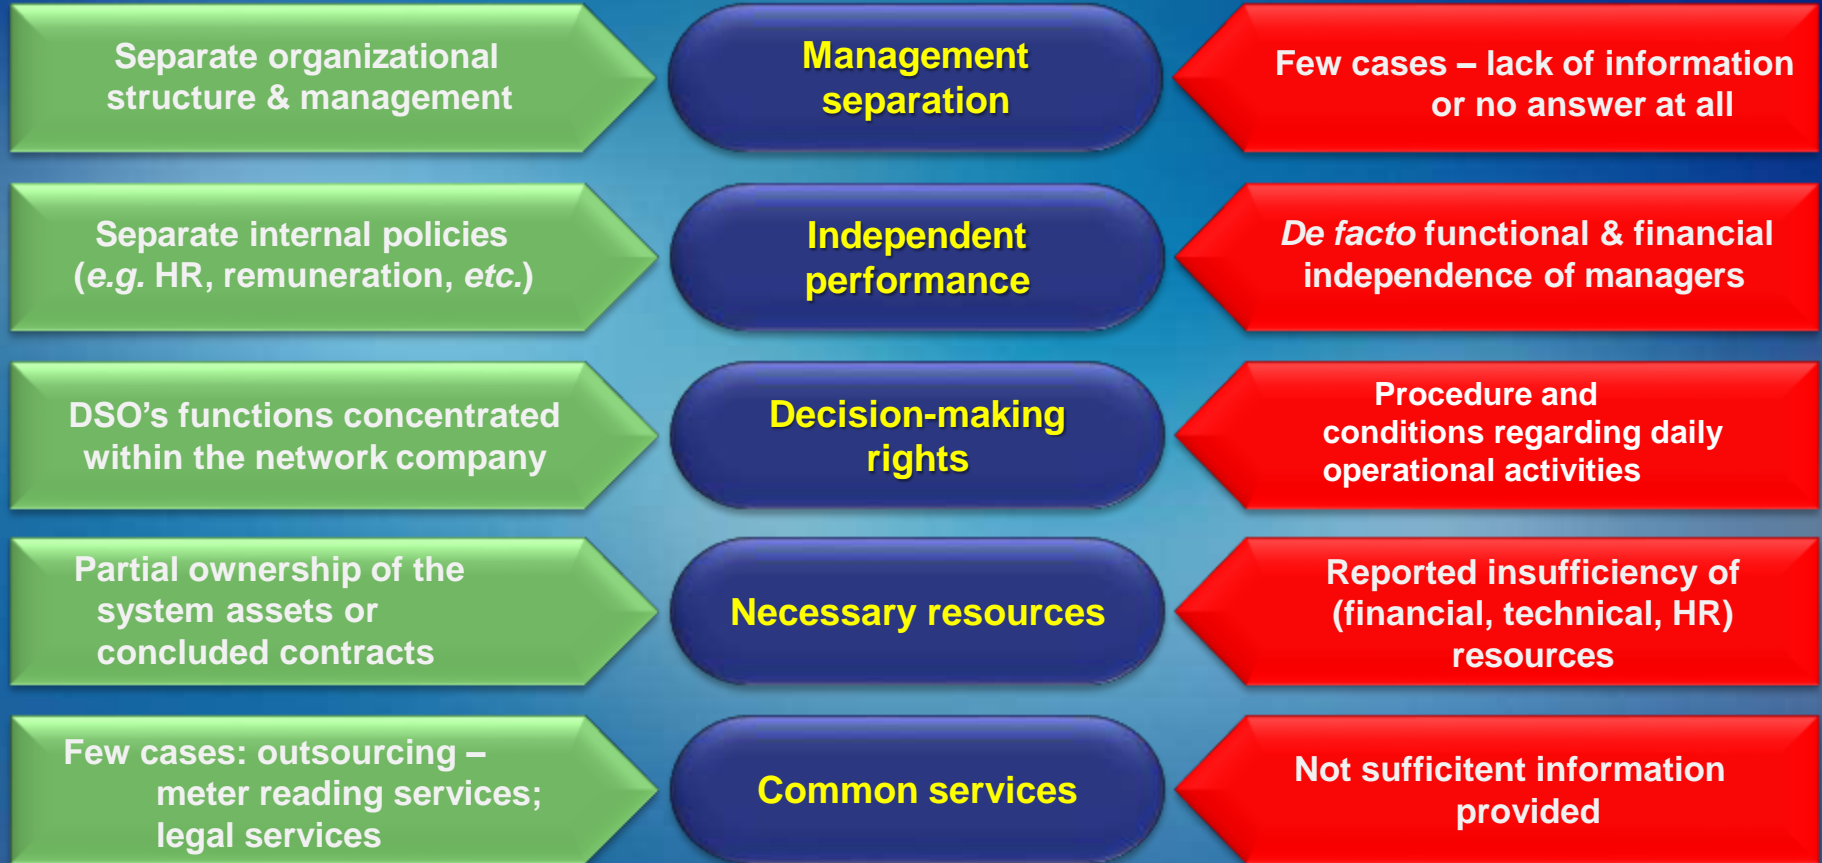 Separate organizational
structure & management
Management
separation
Few cases – lack of information
or no answer at all
Separate internal policies
(e.g. HR, remuneration, etc.)
Independent
performance
De facto functional & financial
independence of managers
DSO’s functions concentrated
within the network company
Decision-making
rights
Procedure and
conditions regarding daily
operational activities
Partial ownership of the
system assets or
concluded contracts
Necessary resources
Reported insufficiency of
(financial, technical, HR)
resources
Few cases: outsourcing –
meter reading services;
legal services
Common services
Not sufficitent information
provided